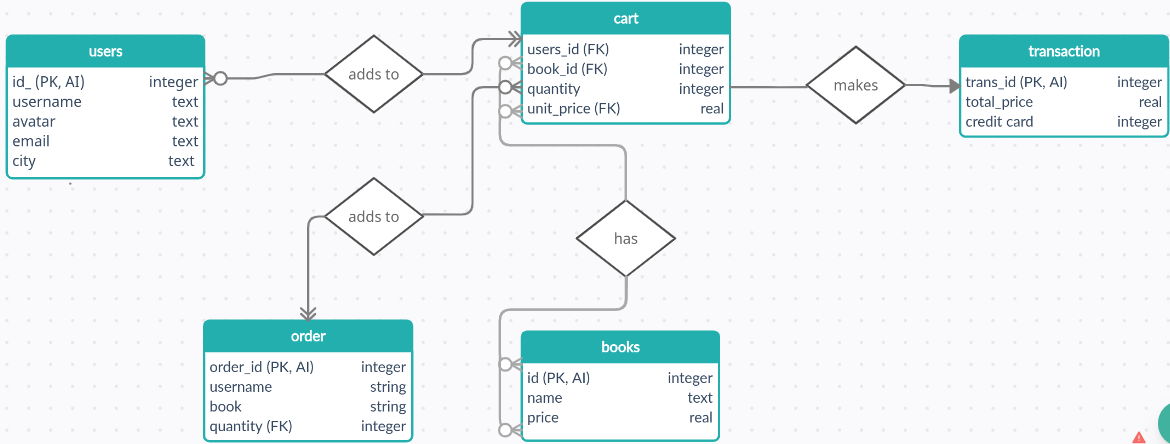 users
id_ (PK, AI) integer
username text
avatar text
email text
city text
adds to
cart
users_id (FK) integer
book_id (FK) integer
quantity integer
unit_price (FK) real
makes
transaction
trans_id (PK, AI) integer
total_price real
credit card integer
adds to
has
order
order_id (PK, AI) integer
username string
book string
quantity (FK) integer
books
id (PK, AI) integer
name text
price real